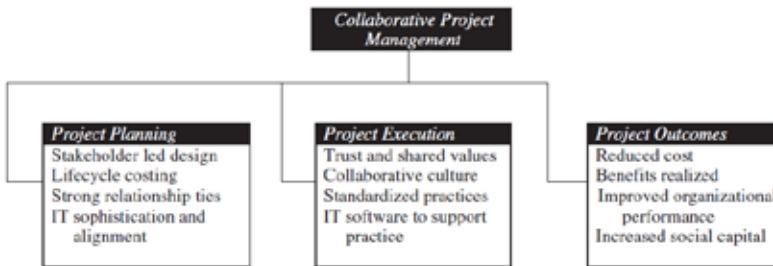 Collaborative Project
Management
Project Planning
Stakeholder led design
Lifecycle costing
Strong relationship ties
IT sophistication and
alignment
Project Execution
Trust and shared values
Collaborative culture
Standardized practices
IT software to support
practice
Project Outcomes
Reduced cost
Benefits realized
Improved organizational
performance
Increased social capital